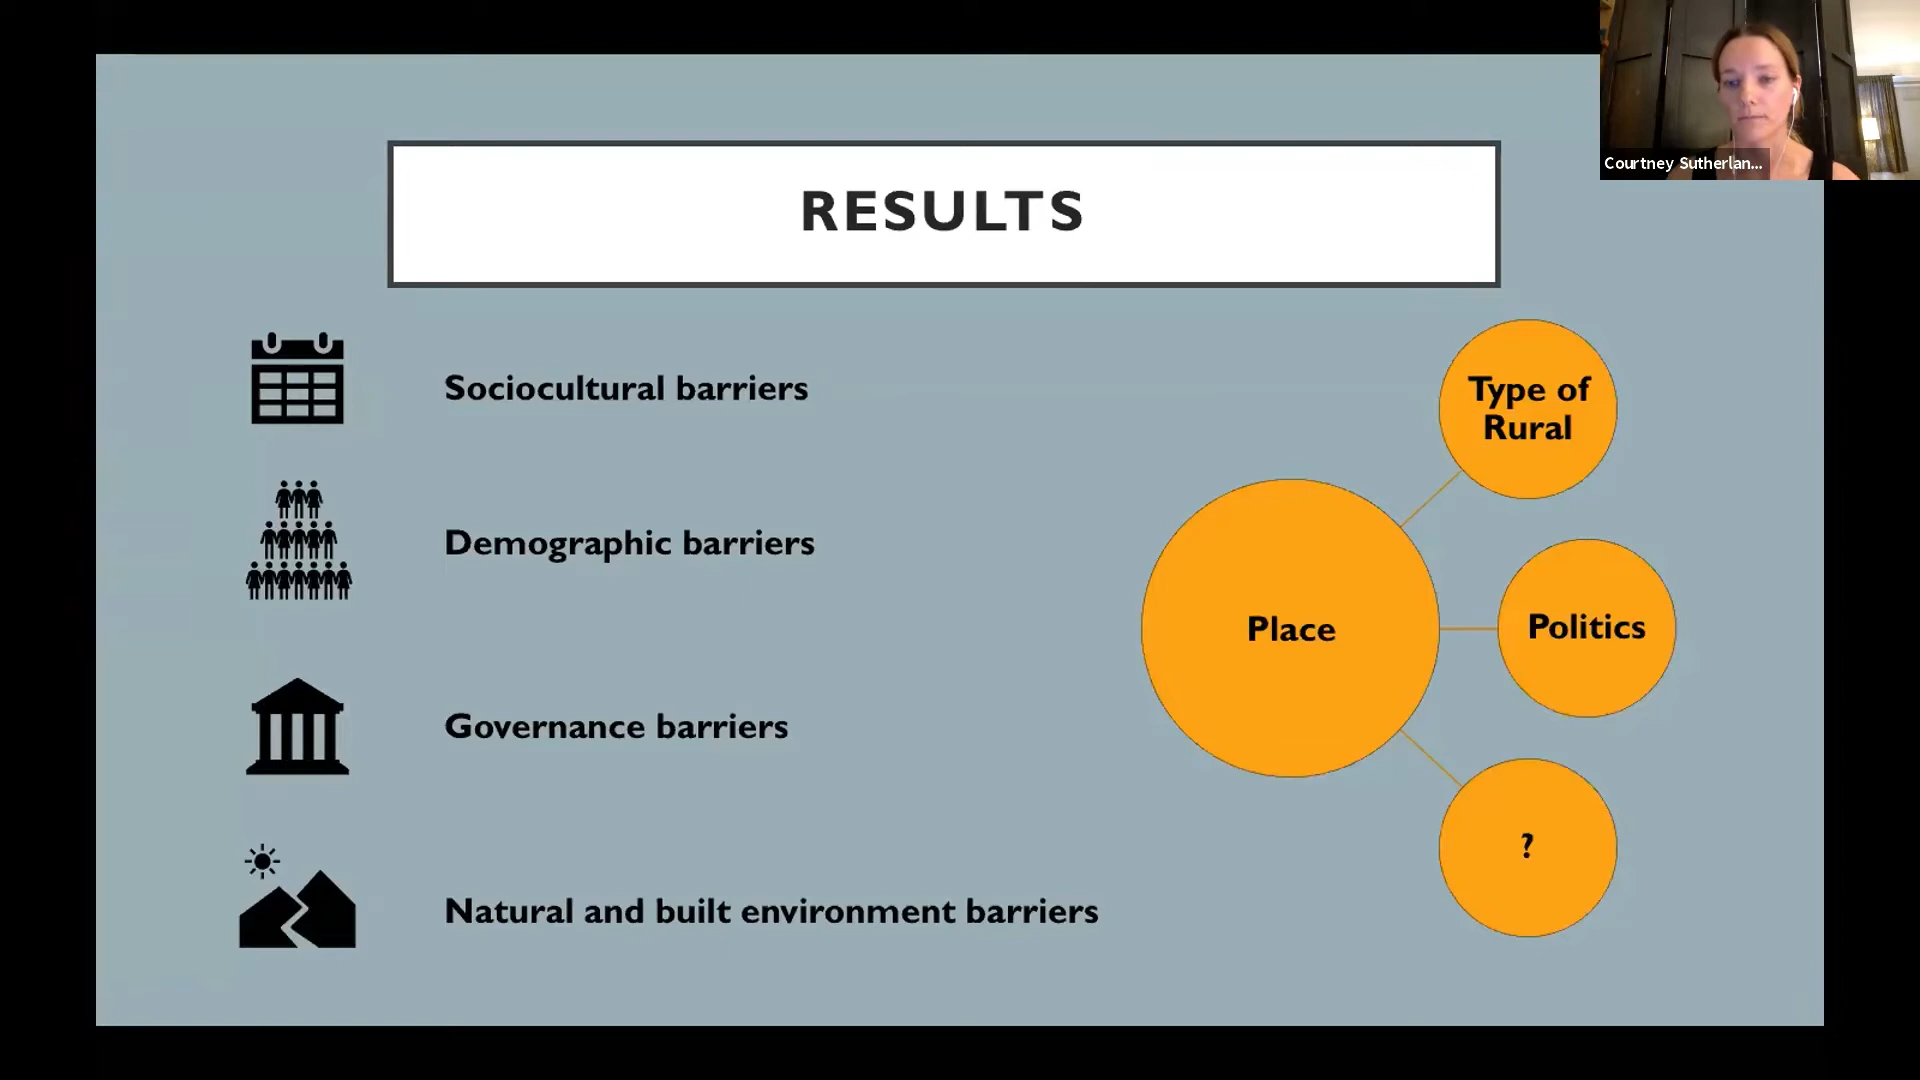 Courtney Sutherlan...
RESULTS
Sociocultural barriers
Demographic barriers
Governance barriers
Natural and built environment barriers
Place
Type of
Rural
Politics
?